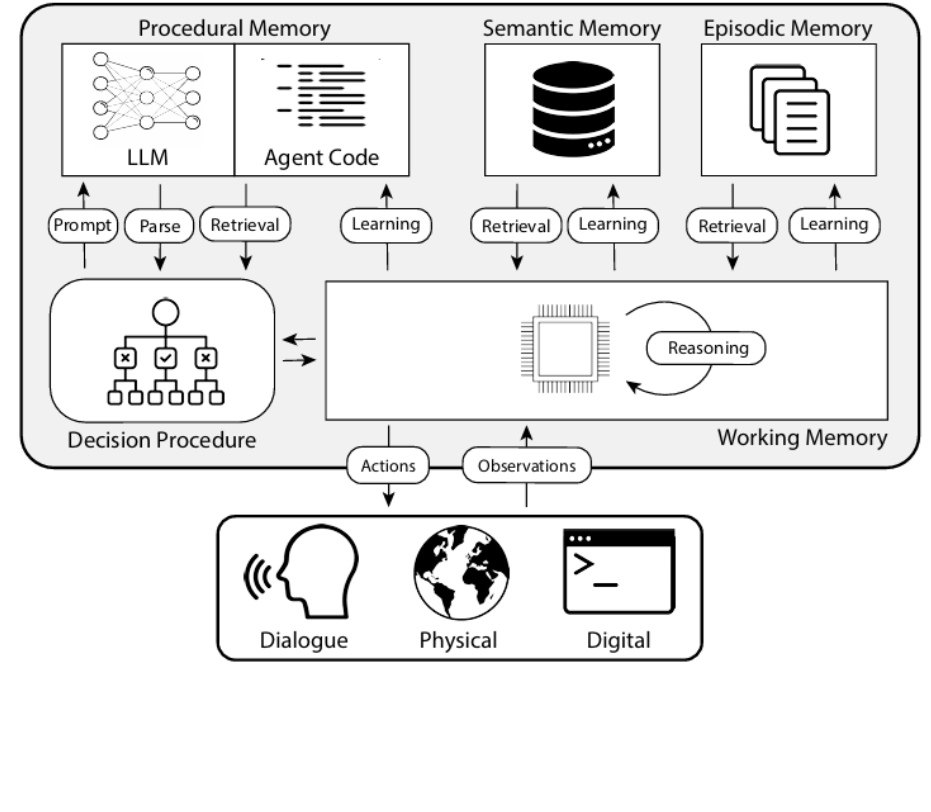 Procedural Memory
Semantic Memory
Episodic Memory
LLM
Agent Code
Prompt
Parse
Retrieval
Learning
Retrieval
Learning
Retrieval
Learning
Reasoning
Decision Procedure
Working Memory
Actions
Observations
>_
Dialogue
Physical
Digital